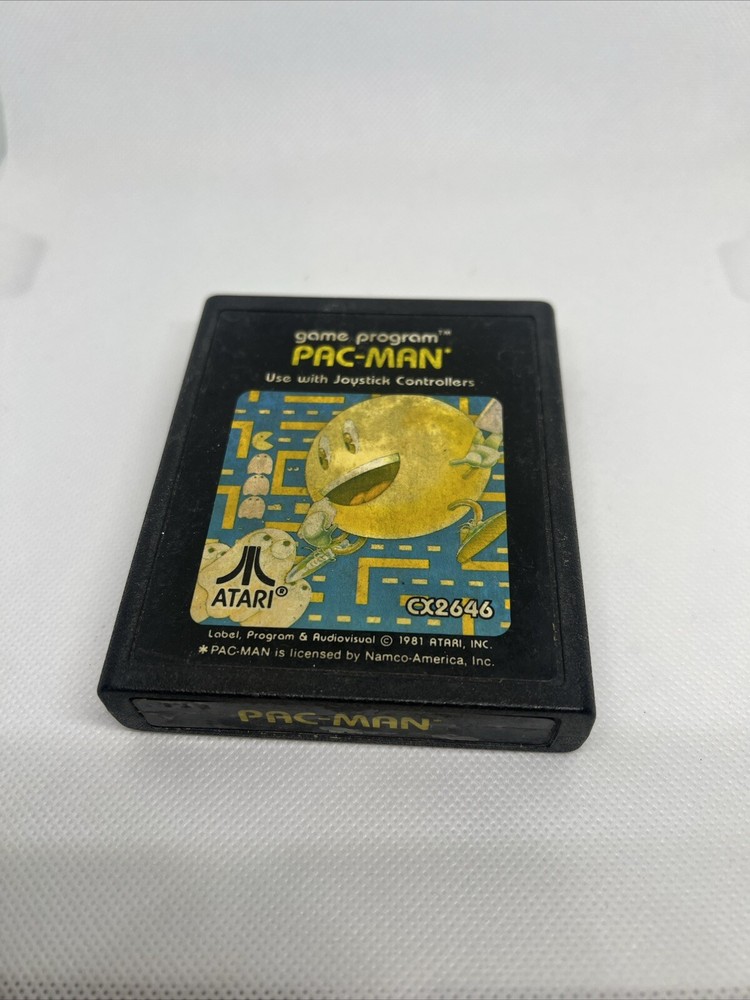 game program™
PAC-MAN*
Use with Joystick Controllers
ATARI®
CX2646
Label, Program & Audiovisual © 1981 ATARI, INC.
*PAC-MAN is licensed by Namco-America, Inc.
PAC-MAN*